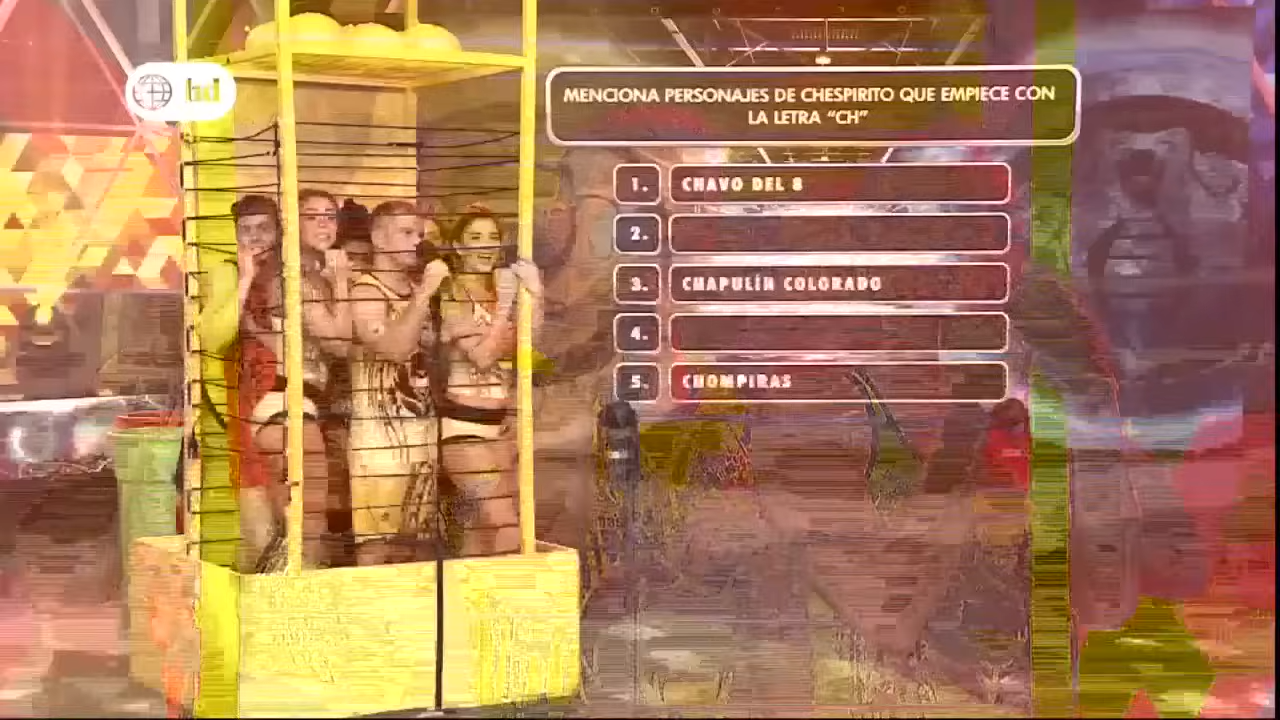 hd
MENCIONA PERSONAJES DE CHESPIRITO QUE EMPIECE CON
LA LETRA “CH”
1. CHAVO DEL 8
2.
3. CHAPULÍN COLORADO
4.
5. CHOMPIRAS